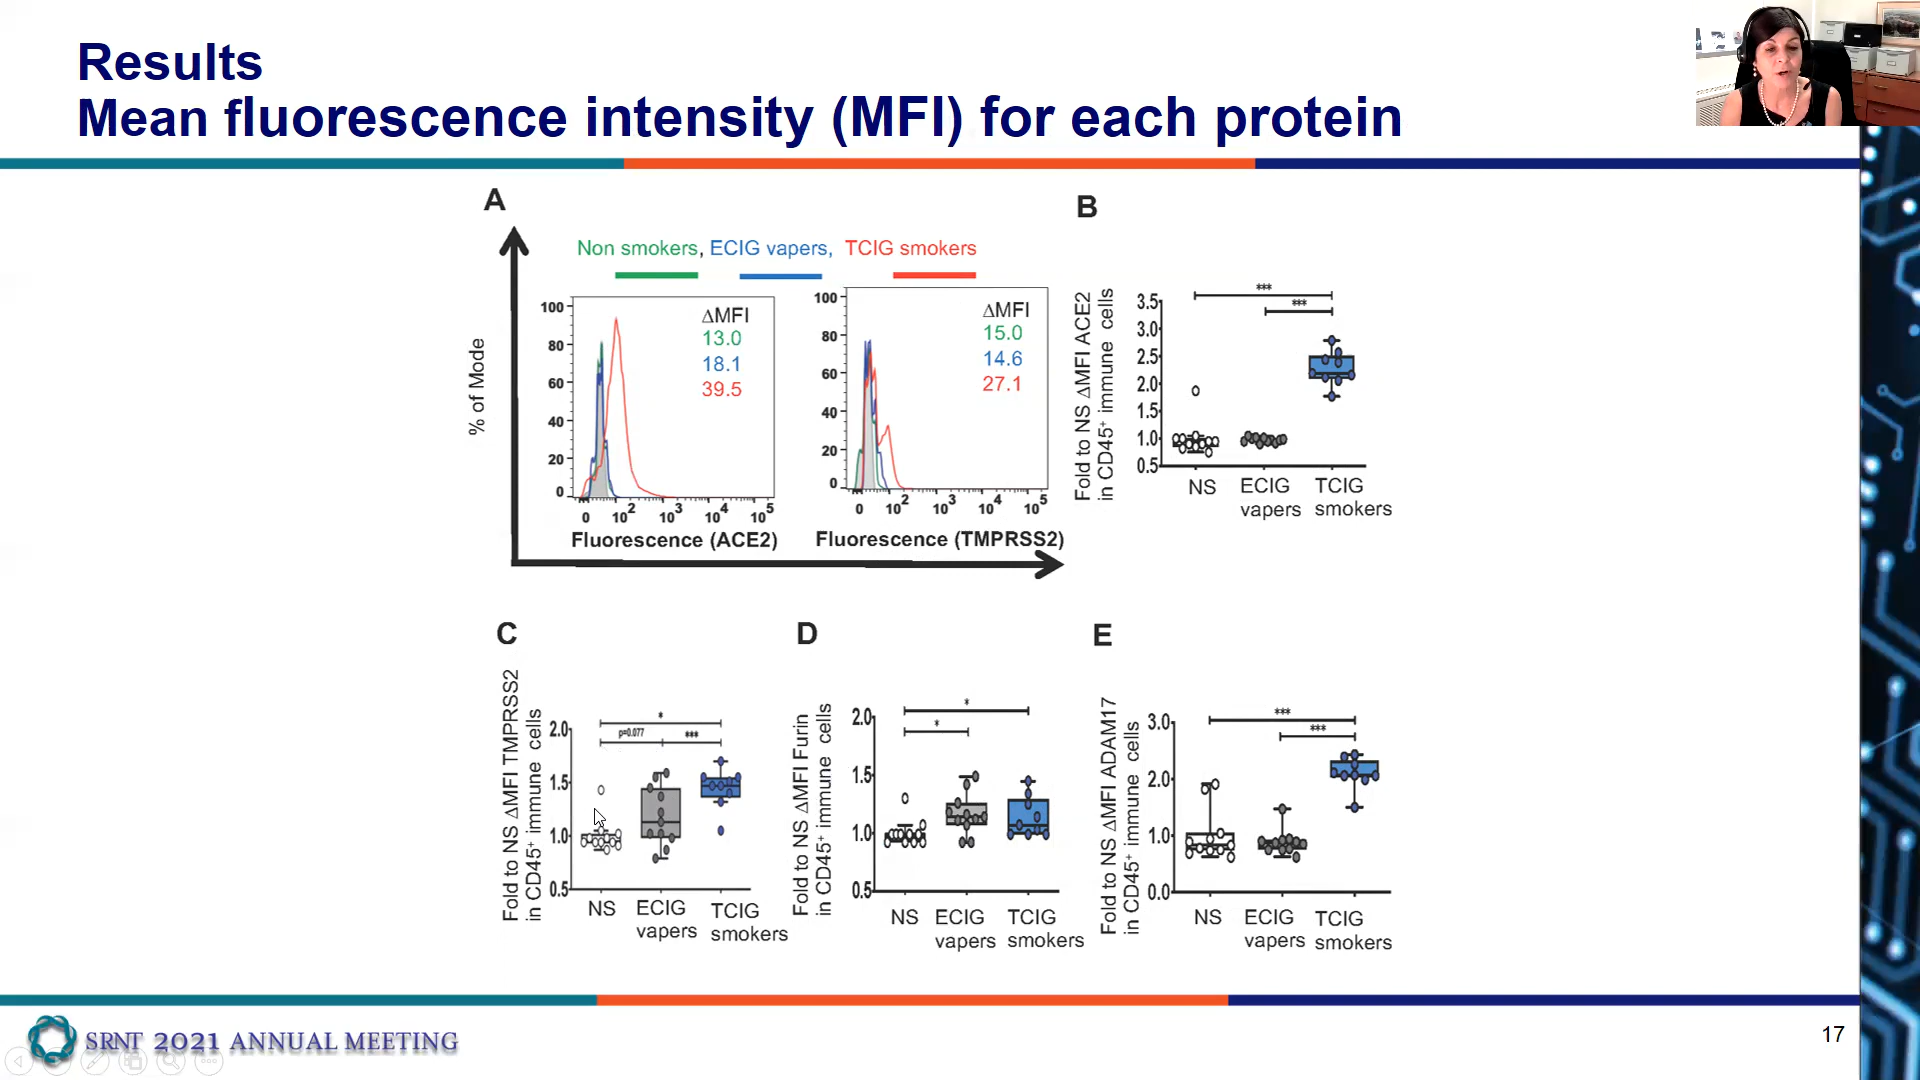 Results
Mean fluorescence intensity (MFI) for each protein
A
Non smokers, ECIG vapers, TCIG smokers
% of Mode
100
80
60
40
20
0
ΔMFI
13.0
18.1
39.5
0 10² 10³ 10⁴ 10⁵
Fluorescence (ACE2)
100
80
60
40
20
0
ΔMFI
15.0
14.6
27.1
0 10² 10³ 10⁴ 10⁵
Fluorescence (TMPRSS2)
B
Fold to NS ΔMFI ACE2
in CD45⁺ immune cells
3.5
3.0
2.5
2.0
1.5
1.0
0.5
***
***
NS ECIG vapers TCIG smokers
C
Fold to NS ΔMFI TMPRSS2
in CD45⁺ immune cells
2.0
1.5
1.0
0.5
*
p=0.077 ***
NS ECIG vapers TCIG smokers
D
Fold to NS ΔMFI Furin
in CD45⁺ immune cells
2.0
1.5
1.0
0.5
*
*
NS ECIG vapers TCIG smokers
E
Fold to NS ΔMFI ADAM17
in CD45⁺ immune cells
3.0
2.0
1.0
0.0
***
***
NS ECIG vapers TCIG smokers
SRNT 2021 ANNUAL MEETING
17